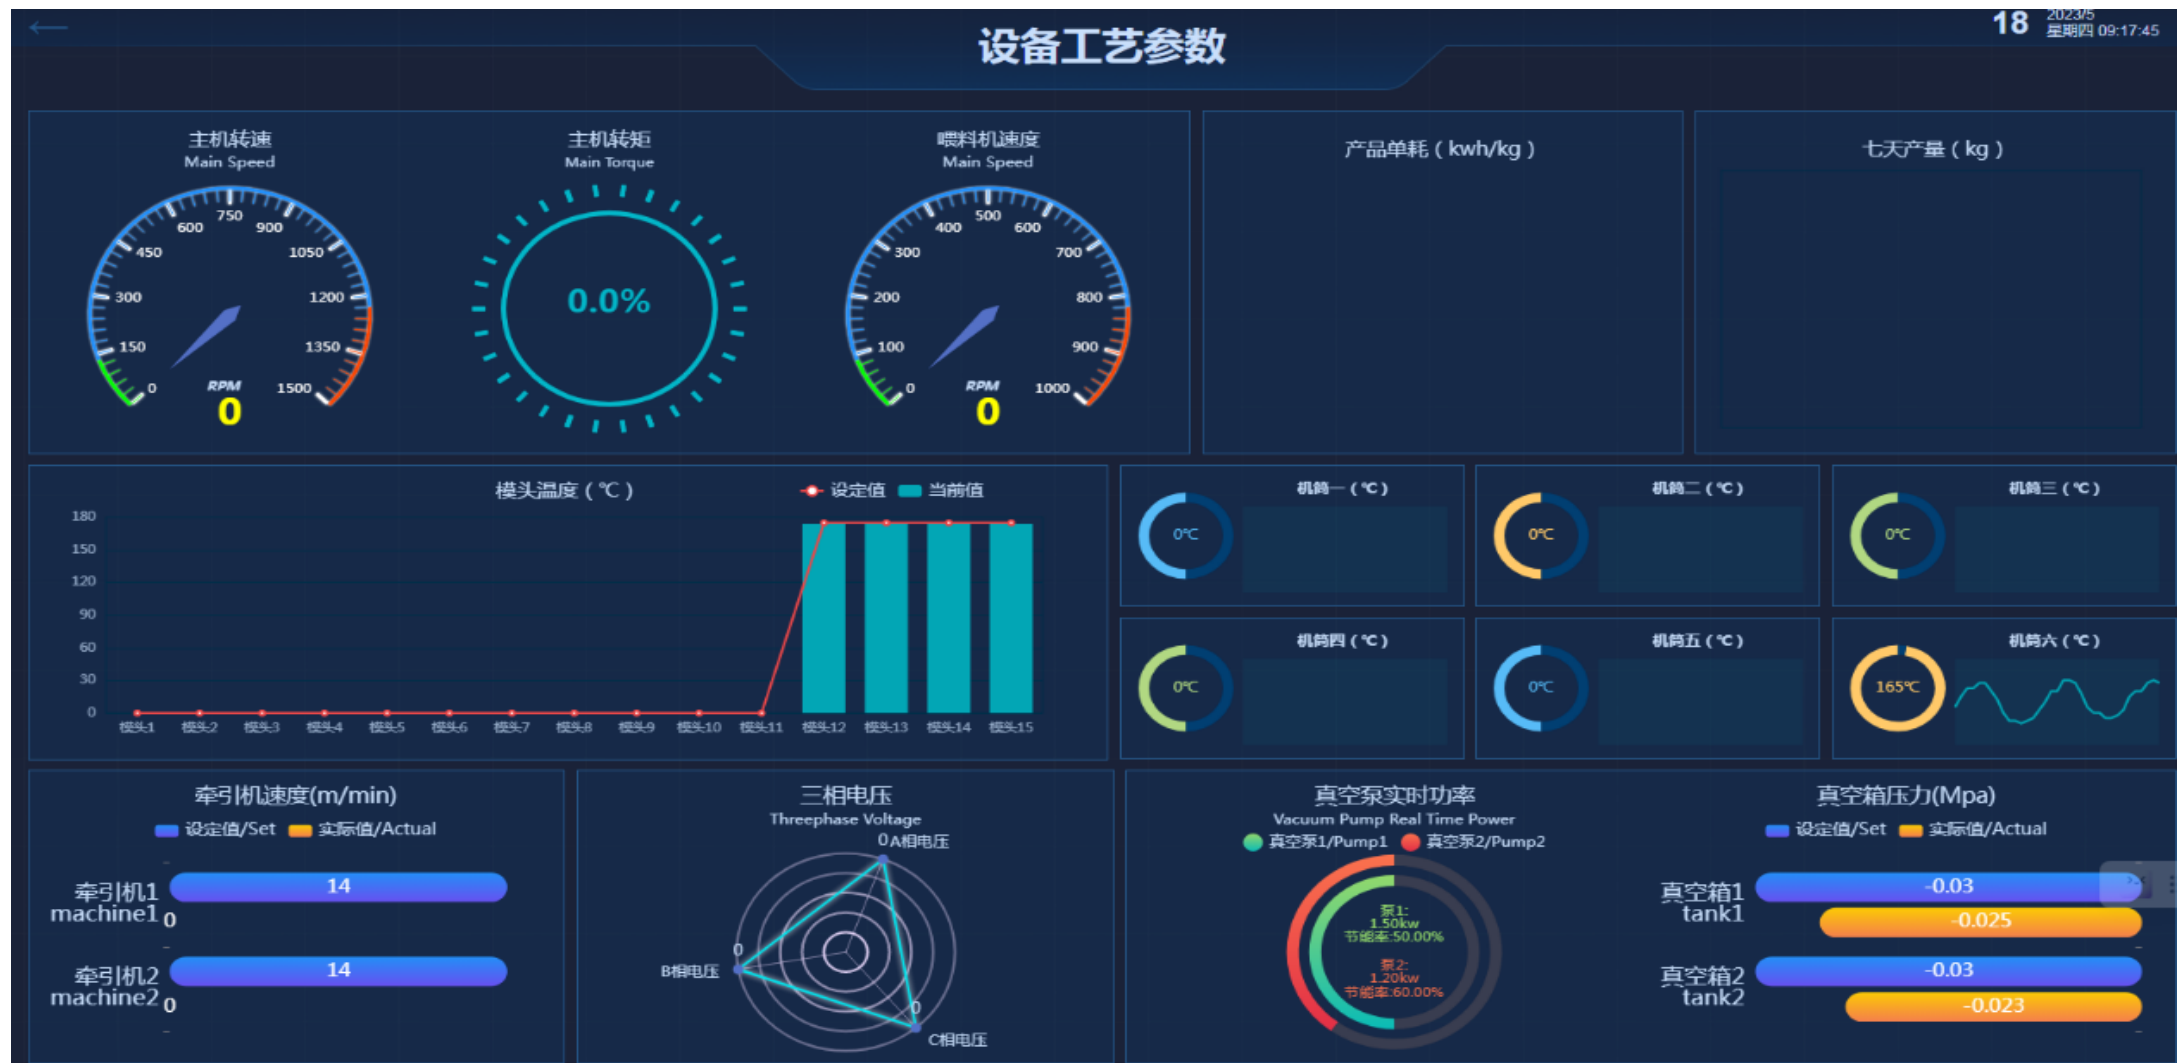 设备工艺参数
18
2023/5
星期四 09:17:45
主机转速
Main Speed
0
150
300
450
600
750
900
1050
1200
1350
1500
RPM
0
主机转矩
Main Torque
0.0%
喂料机速度
Main Speed
0
100
200
300
400
500
600
700
800
900
1000
RPM
0
产品单耗 ( kwh/kg )
七天产量 ( kg )
模头温度 ( ℃ )
设定值 当前值
180
150
120
90
60
30
0
模头1 模头2 模头3 模头4 模头5 模头6 模头7 模头8 模头9 模头10 模头11 模头12 模头13 模头14 模头15
机筒一 ( ℃ )
0℃
机筒二 ( ℃ )
0℃
机筒三 ( ℃ )
0℃
机筒四 ( ℃ )
0℃
机筒五 ( ℃ )
0℃
机筒六 ( ℃ )
165℃
牵引机速度(m/min)
设定值/Set 实际值/Actual
牵引机1
machine1
14
0
牵引机2
machine2
14
0
三相电压
Threephase Voltage
0
A相电压
0
B相电压
0
C相电压
真空泵实时功率
Vacuum Pump Real Time Power
真空泵1/Pump1 真空泵2/Pump2
泵1:
1.50kw
节能率:50.00%
泵2:
1.20kw
节能率:60.00%
真空箱压力(Mpa)
设定值/Set 实际值/Actual
真空箱1
tank1
-0.03
-0.025
真空箱2
tank2
-0.03
-0.023